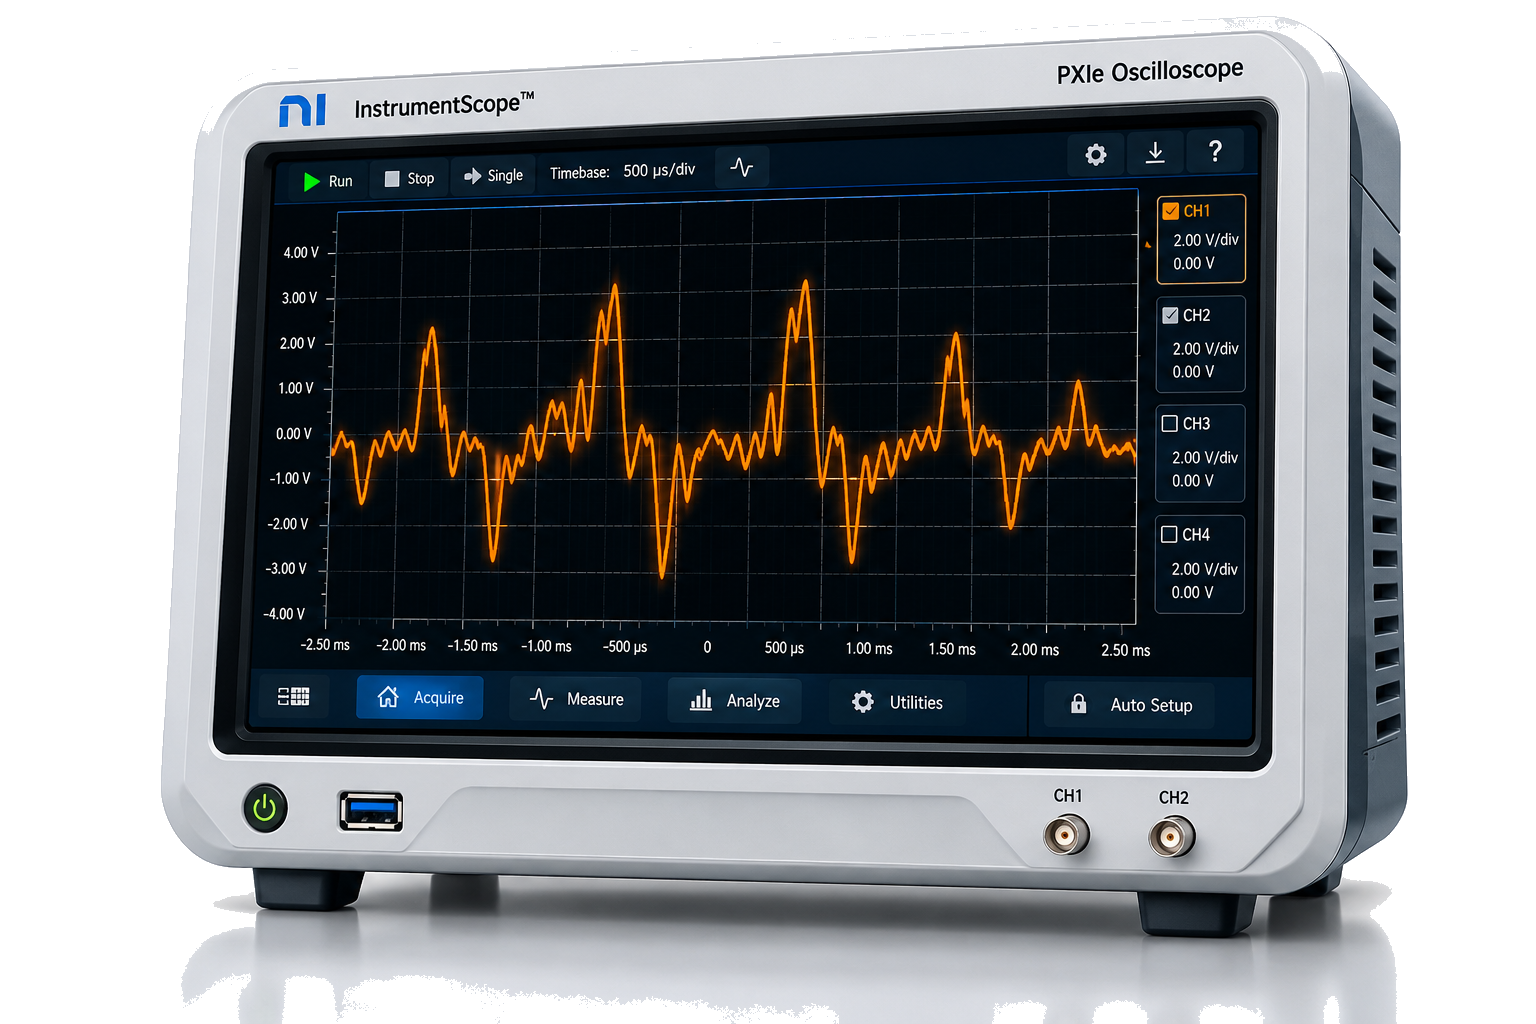 NI InstrumentScope™
PXIe Oscilloscope
Run
Stop
Single
Timebase: 500 µs/div
?
4.00 V
3.00 V
2.00 V
1.00 V
0.00 V
-1.00 V
-2.00 V
-3.00 V
-4.00 V
-2.50 ms
-2.00 ms
-1.50 ms
-1.00 ms
-500 µs
0
500 µs
1.00 ms
1.50 ms
2.00 ms
2.50 ms
CH1
2.00 V/div
0.00 V
CH2
2.00 V/div
0.00 V
CH3
2.00 V/div
0.00 V
CH4
2.00 V/div
0.00 V
Acquire
Measure
Analyze
Utilities
Auto Setup
CH1
CH2